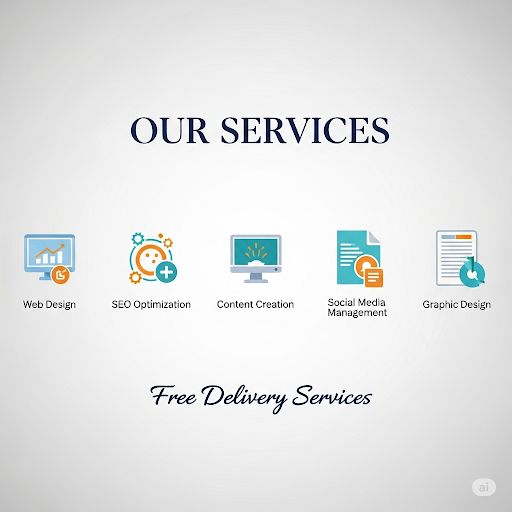 OUR SERVICES
Web Design
SEO Optimization
Content Creation
Social Media
Management
Graphic Design
Free Delivery Services
ai